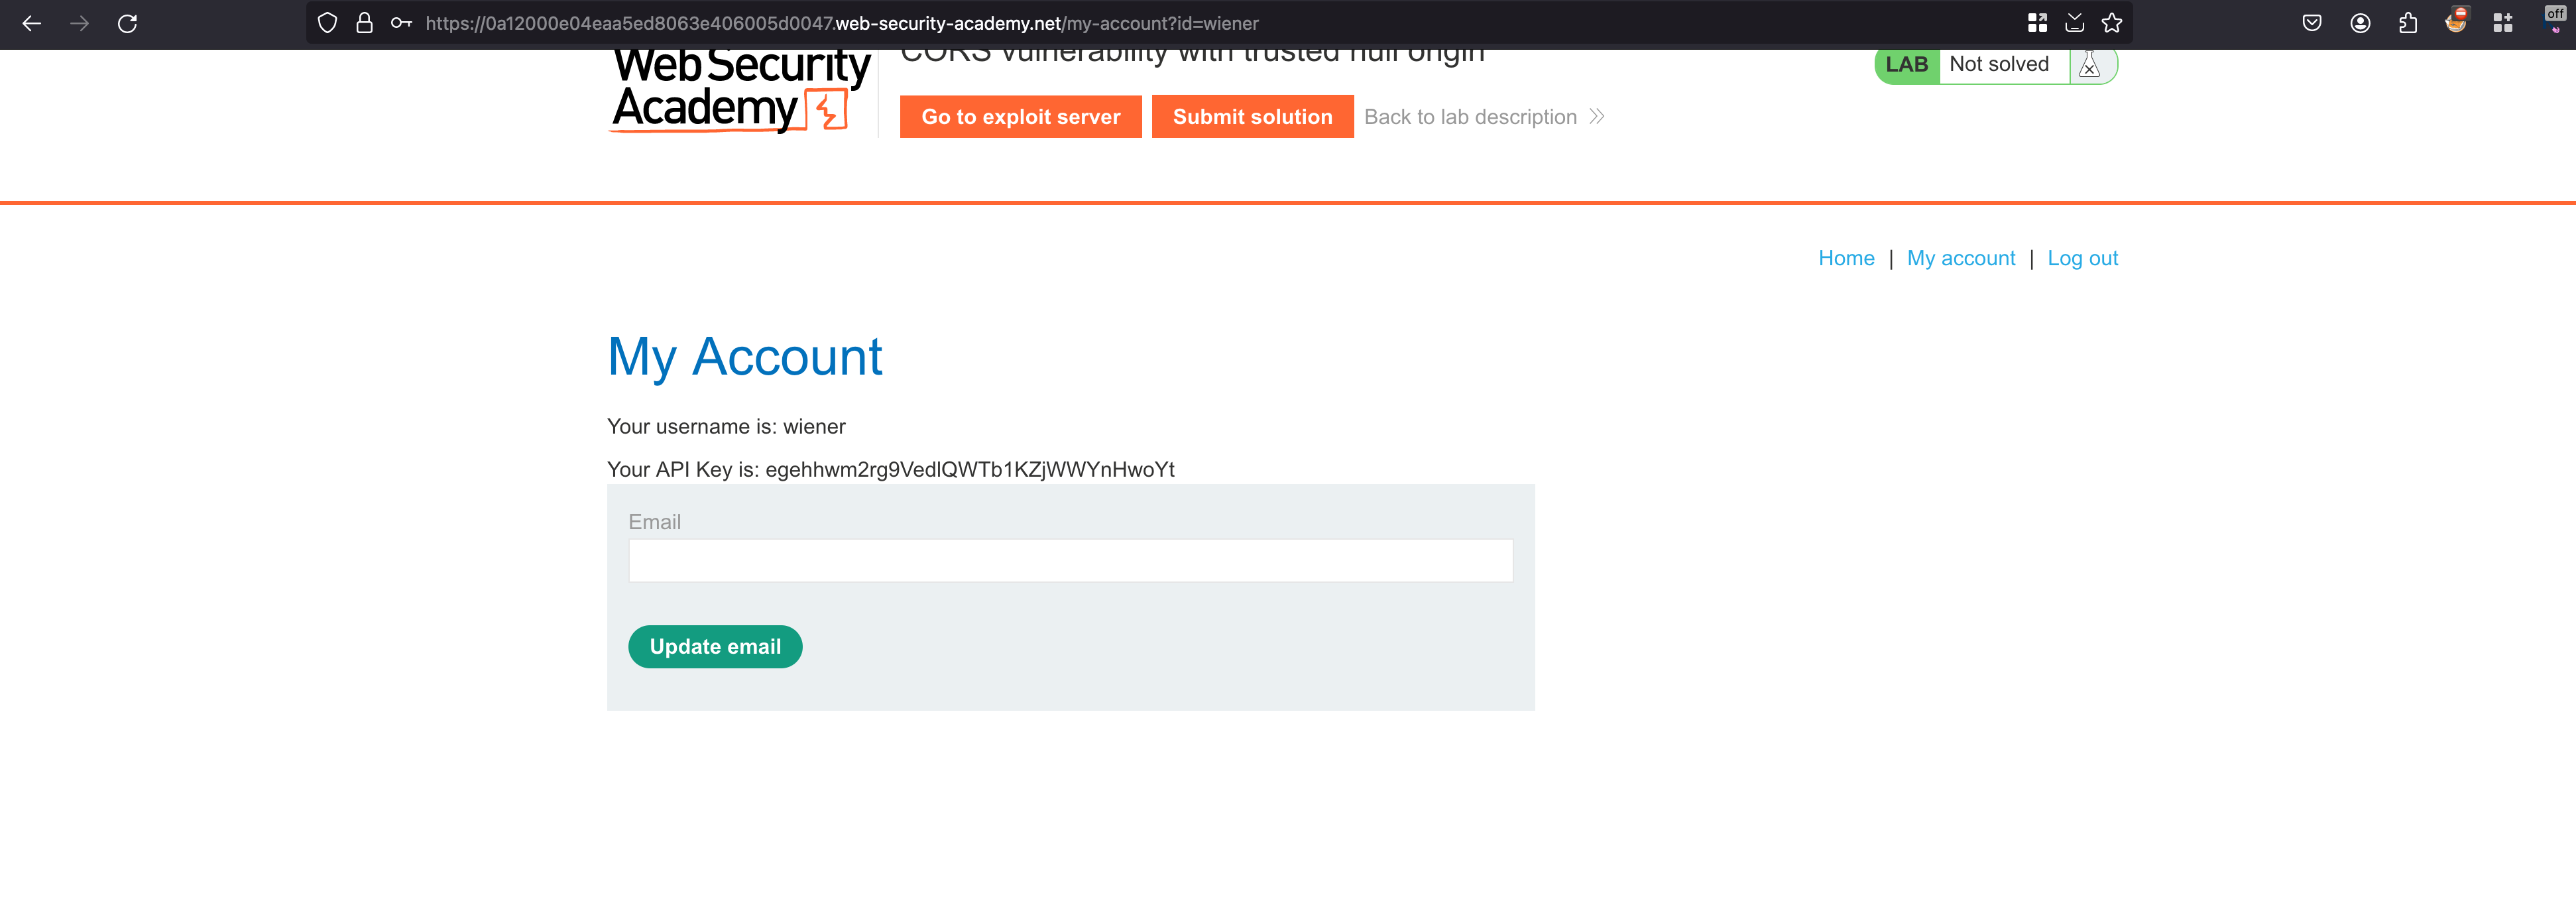 https://0a12000e04eaa5ed8063e406005d0047.web-security-academy.net/my-account?id=wiener
off
WebSecurity
Academy
CORS vulnerability with trusted null origin
LAB Not solved
Go to exploit server
Submit solution
Back to lab description
Home | My account | Log out
My Account
Your username is: wiener
Your API Key is: egehhwm2rg9VedlQWTb1KZjWWYnHwoYt
Email
Update email